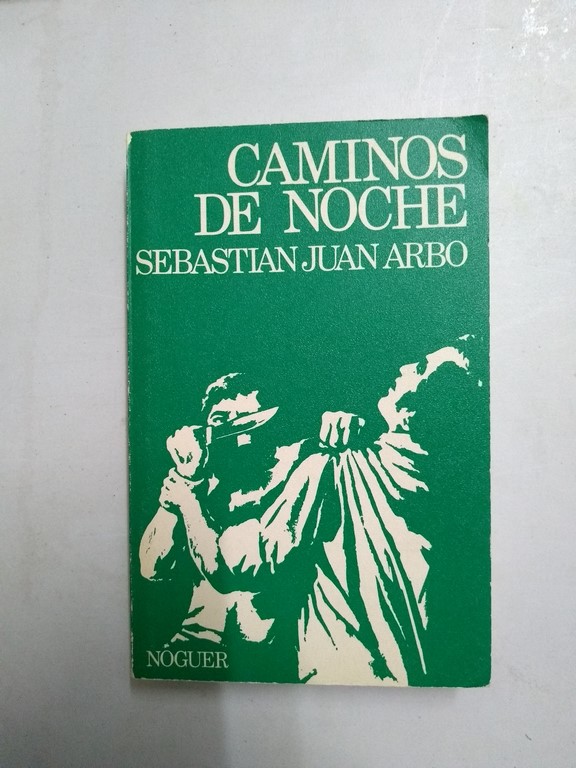 CAMINOS
DE NOCHE
SEBASTIAN JUAN ARBO
NOGUER